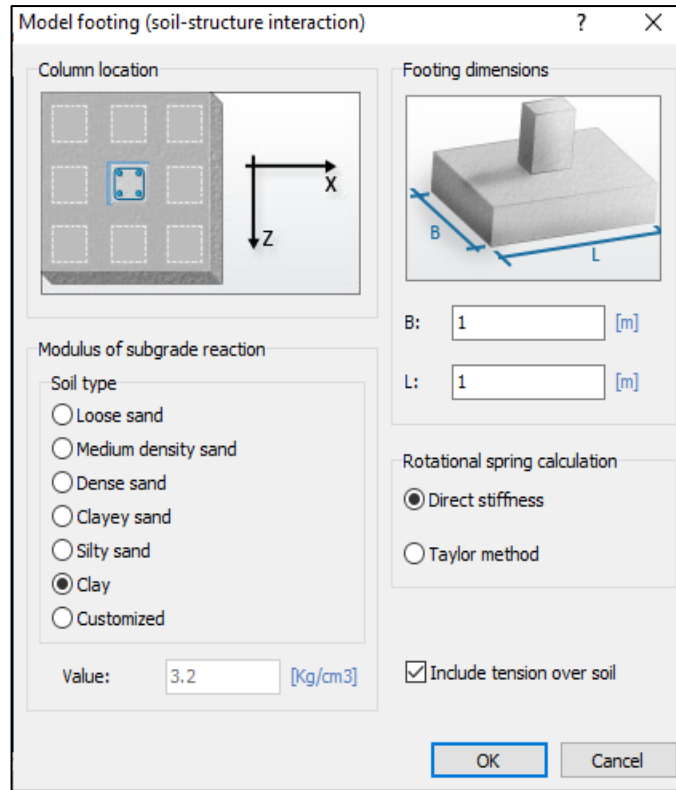 Model footing (soil-structure interaction)
?
Column location
X
Z
Modulus of subgrade reaction
Soil type
Loose sand
Medium density sand
Dense sand
Clayey sand
Silty sand
Clay
Customized
Value: 3.2 [Kg/cm3]
Footing dimensions
B
L
B: 1 [m]
L: 1 [m]
Rotational spring calculation
Direct stiffness
Taylor method
Include tension over soil
OK
Cancel